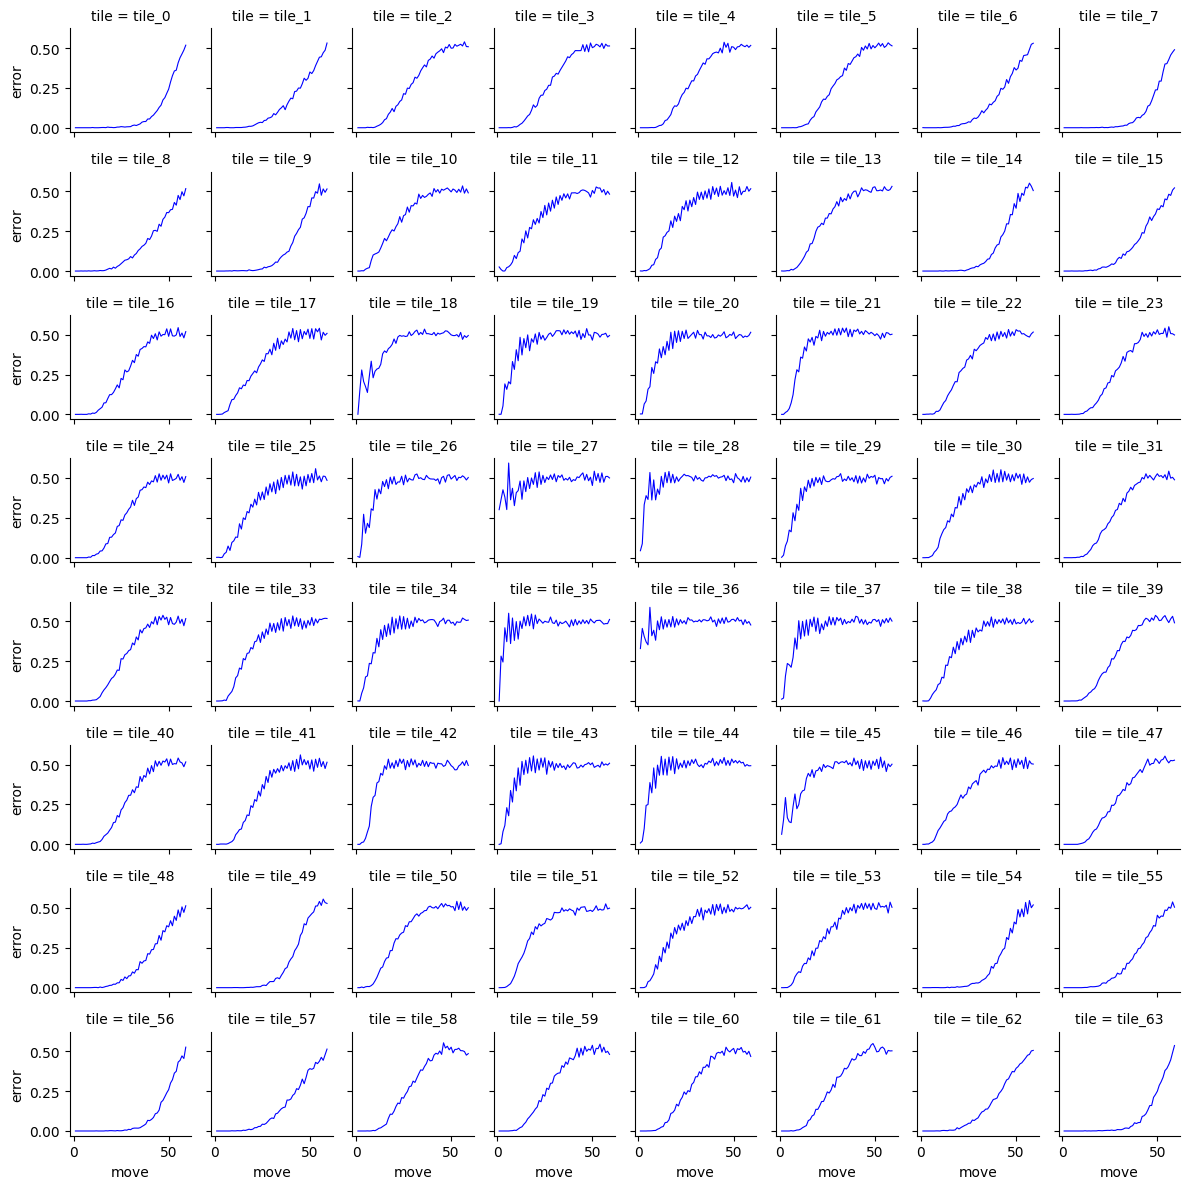 tile = tile_0 tile = tile_1 tile = tile_2 tile = tile_3 tile = tile_4 tile = tile_5 tile = tile_6 tile = tile_7
0.50
0.25
0.00
error
tile = tile_8 tile = tile_9 tile = tile_10 tile = tile_11 tile = tile_12 tile = tile_13 tile = tile_14 tile = tile_15
0.50
0.25
0.00
error
tile = tile_16 tile = tile_17 tile = tile_18 tile = tile_19 tile = tile_20 tile = tile_21 tile = tile_22 tile = tile_23
0.50
0.25
0.00
error
tile = tile_24 tile = tile_25 tile = tile_26 tile = tile_27 tile = tile_28 tile = tile_29 tile = tile_30 tile = tile_31
0.50
0.25
0.00
error
tile = tile_32 tile = tile_33 tile = tile_34 tile = tile_35 tile = tile_36 tile = tile_37 tile = tile_38 tile = tile_39
0.50
0.25
0.00
error
tile = tile_40 tile = tile_41 tile = tile_42 tile = tile_43 tile = tile_44 tile = tile_45 tile = tile_46 tile = tile_47
0.50
0.25
0.00
error
tile = tile_48 tile = tile_49 tile = tile_50 tile = tile_51 tile = tile_52 tile = tile_53 tile = tile_54 tile = tile_55
0.50
0.25
0.00
error
tile = tile_56 tile = tile_57 tile = tile_58 tile = tile_59 tile = tile_60 tile = tile_61 tile = tile_62 tile = tile_63
0.50
0.25
0.00
error
0 50 0 50 0 50 0 50 0 50 0 50 0 50 0 50
move move move move move move move move